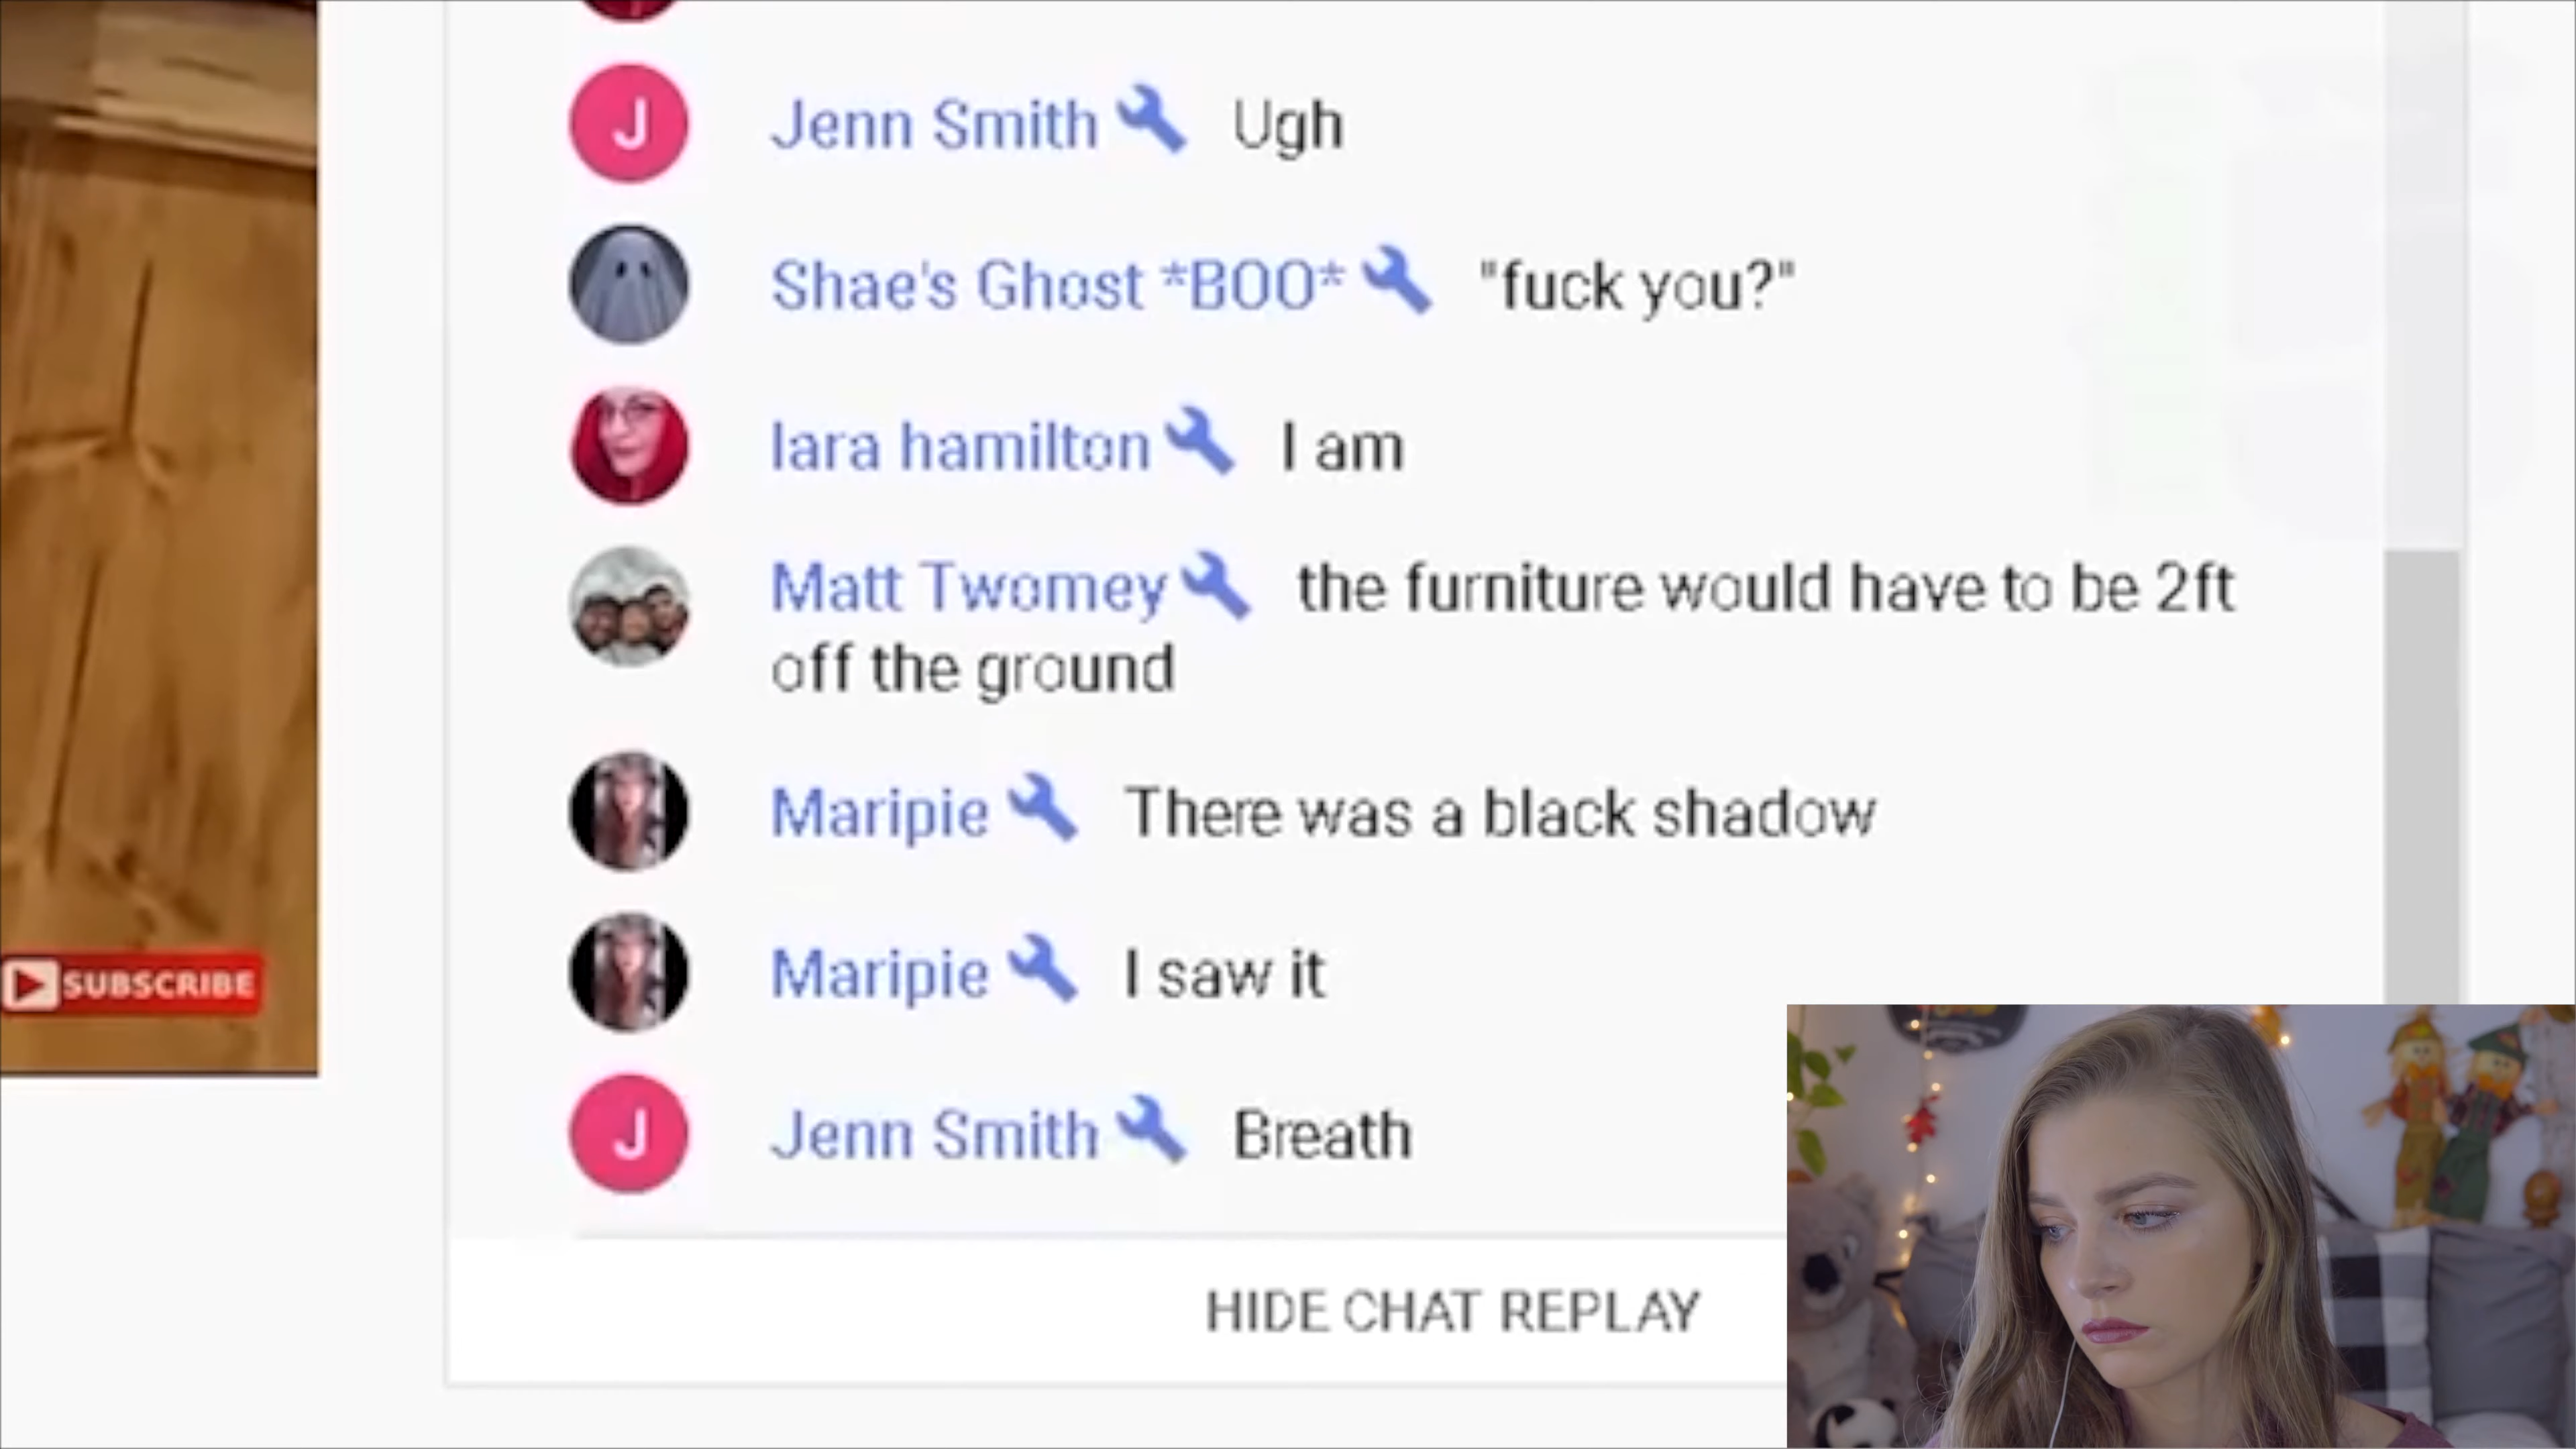 Jenn Smith Ugh
Shae's Ghost *BOO* "fuck you?"
lara hamilton I am
Matt Twomey the furniture would have to be 2ft
off the ground
Maripie There was a black shadow
Maripie I saw it
Jenn Smith Breath
SUBSCRIBE
HIDE CHAT REPLAY